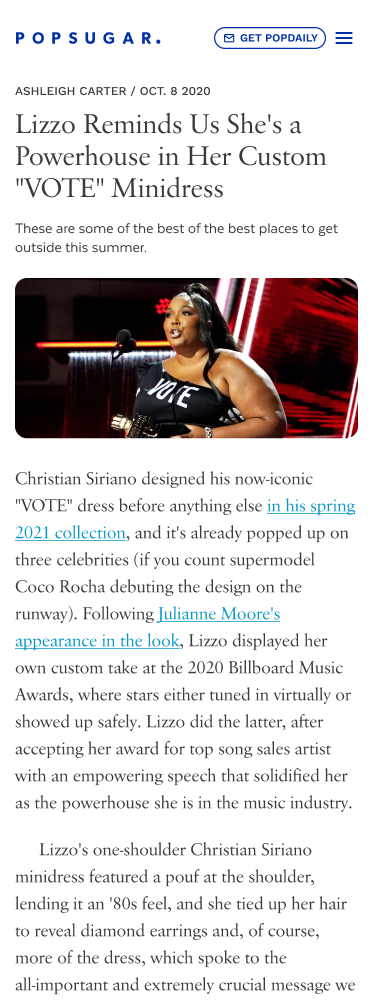 POPSUGAR.
GET POPDAILY
ASHLEIGH CARTER / OCT. 8 2020
Lizzo Reminds Us She's a
Powerhouse in Her Custom
"VOTE" Minidress
These are some of the best of the best places to get
outside this summer.
VOTE
Christian Siriano designed his now-iconic
"VOTE" dress before anything else in his spring
2021 collection, and it's already popped up on
three celebrities (if you count supermodel
Coco Rocha debuting the design on the
runway). Following Julianne Moore's
appearance in the look, Lizzo displayed her
own custom take at the 2020 Billboard Music
Awards, where stars either tuned in virtually or
showed up safely. Lizzo did the latter, after
accepting her award for top song sales artist
with an empowering speech that solidified her
as the powerhouse she is in the music industry.
Lizzo's one-shoulder Christian Siriano
minidress featured a pouf at the shoulder,
lending it an '80s feel, and she tied up her hair
to reveal diamond earrings and, of course,
more of the dress, which spoke to the
all-important and extremely crucial message we